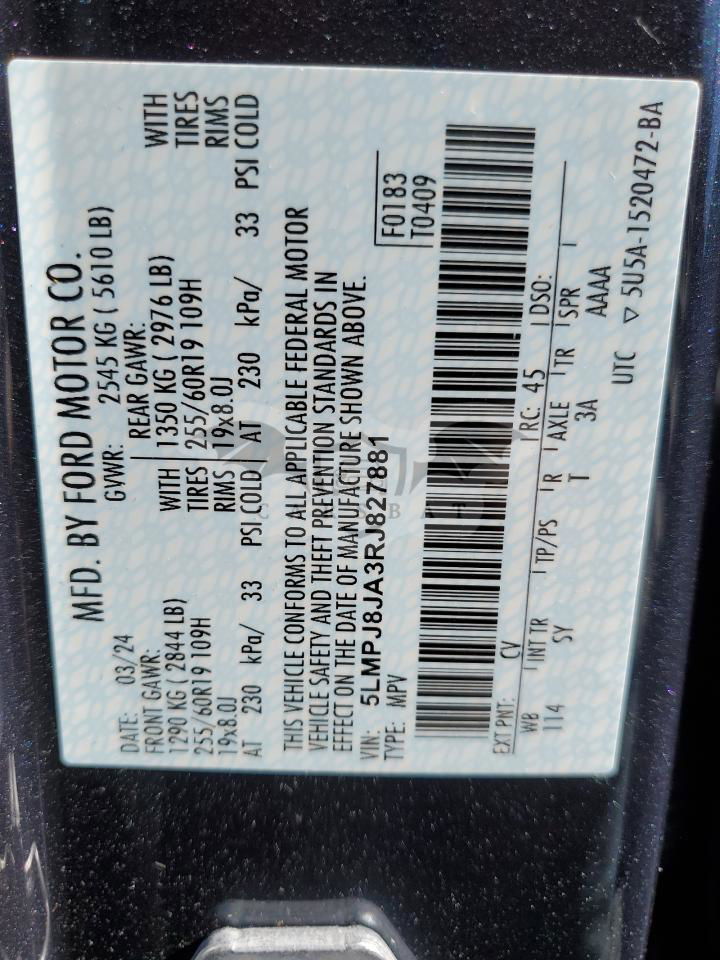 MFD. BY FORD MOTOR CO.
DATE: 03/24 GVWR: 2545 KG ( 5610 LB)
FRONT GAWR: REAR GAWR:
1290 KG ( 2844 LB) WITH 1350 KG ( 2976 LB) WITH
255/60R19 109H TIRES 255/60R19 109H TIRES
19x8.0J RIMS 19x8.0J RIMS
AT 230 kPa/ 33 PSI COLD AT 230 kPa/ 33 PSI COLD
THIS VEHICLE CONFORMS TO ALL APPLICABLE FEDERAL MOTOR
VEHICLE SAFETY AND THEFT PREVENTION STANDARDS IN
EFFECT ON THE DATE OF MANUFACTURE SHOWN ABOVE.
VIN: 5LMPJ8JA3RJ827881 F0183
TYPE: MPV T0409
EXT PNT: CV RC: 45 DSO:
WB INT TR TP/PS R AXLE TR SPR
114 SY T 3A AAAA
UTC ▽ 5U5A-1520472-BA